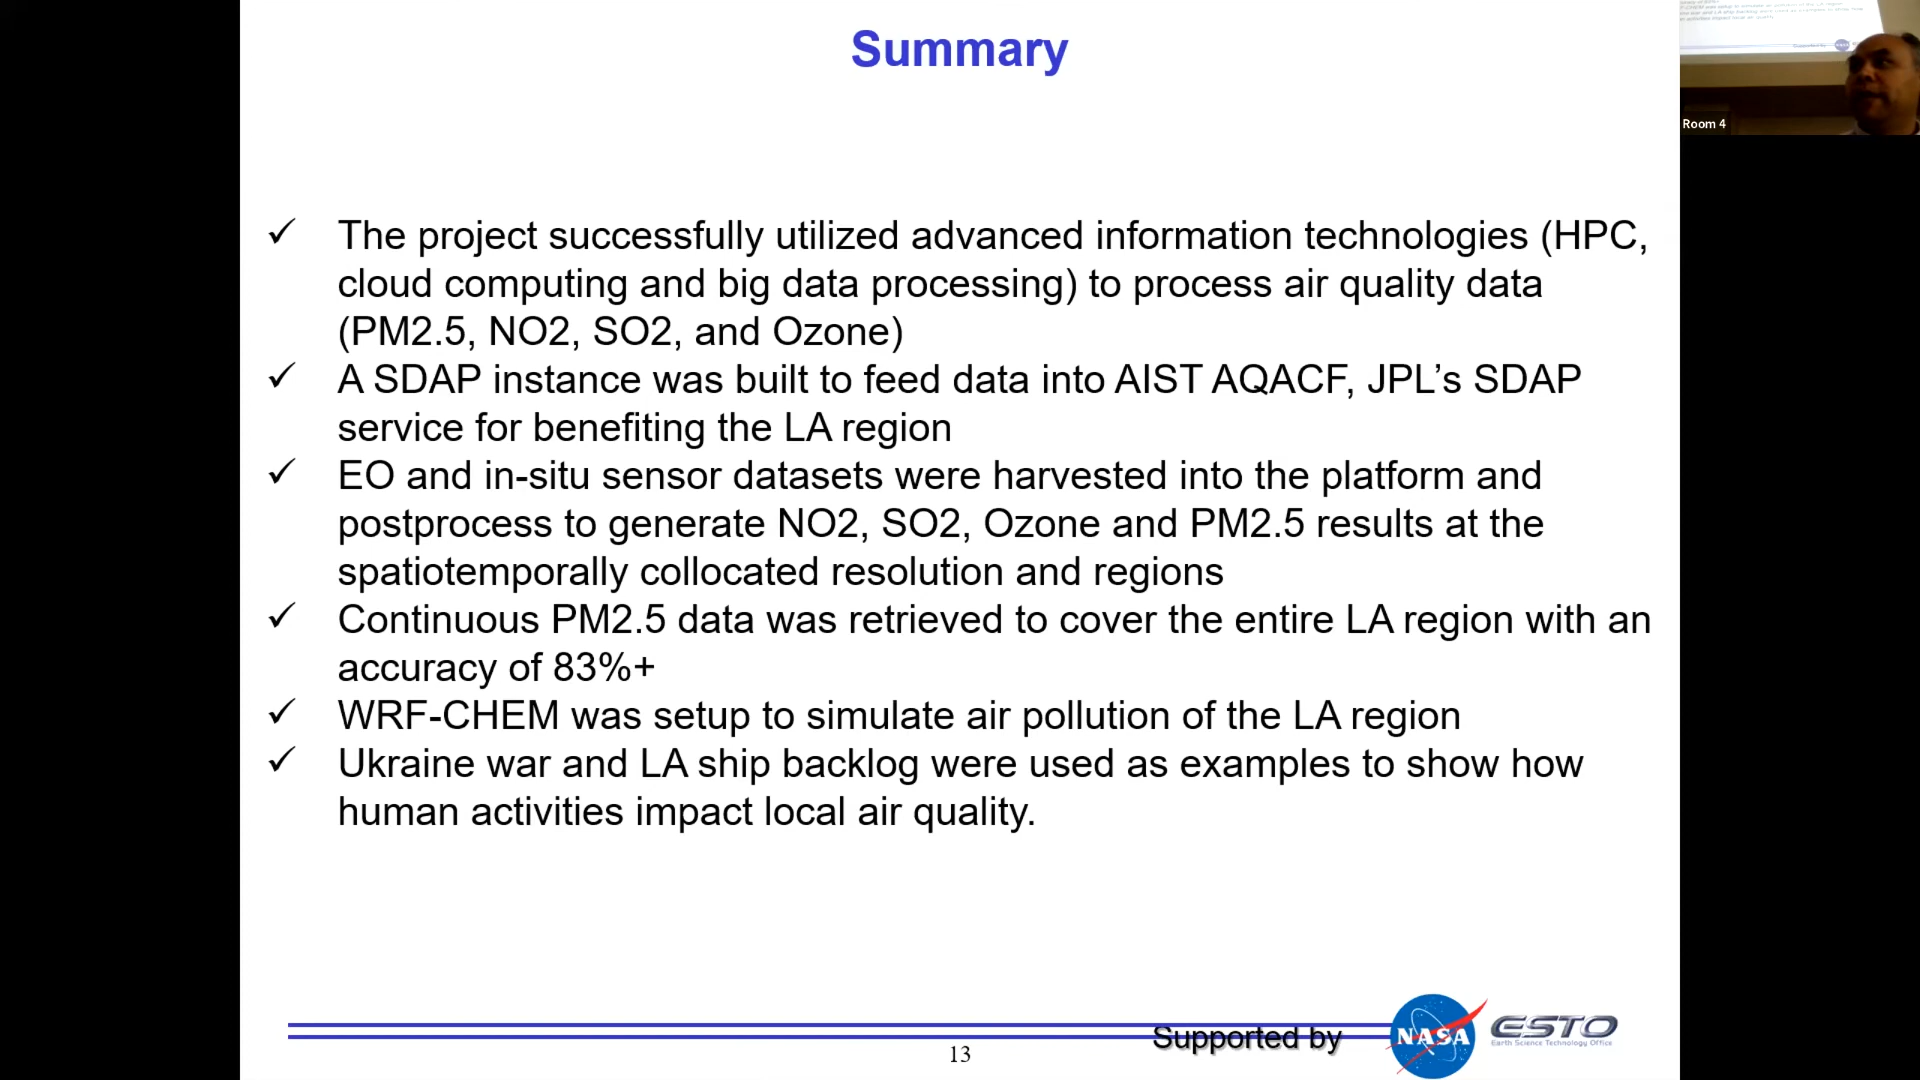 Summary
Room 4
✓ The project successfully utilized advanced information technologies (HPC,
cloud computing and big data processing) to process air quality data
(PM2.5, NO2, SO2, and Ozone)
✓ A SDAP instance was built to feed data into AIST AQACF, JPL’s SDAP
service for benefiting the LA region
✓ EO and in-situ sensor datasets were harvested into the platform and
postprocess to generate NO2, SO2, Ozone and PM2.5 results at the
spatiotemporally collocated resolution and regions
✓ Continuous PM2.5 data was retrieved to cover the entire LA region with an
accuracy of 83%+
✓ WRF-CHEM was setup to simulate air pollution of the LA region
✓ Ukraine war and LA ship backlog were used as examples to show how
human activities impact local air quality.
Supported by
NASA
ESTO
Earth Science Technology Office
13